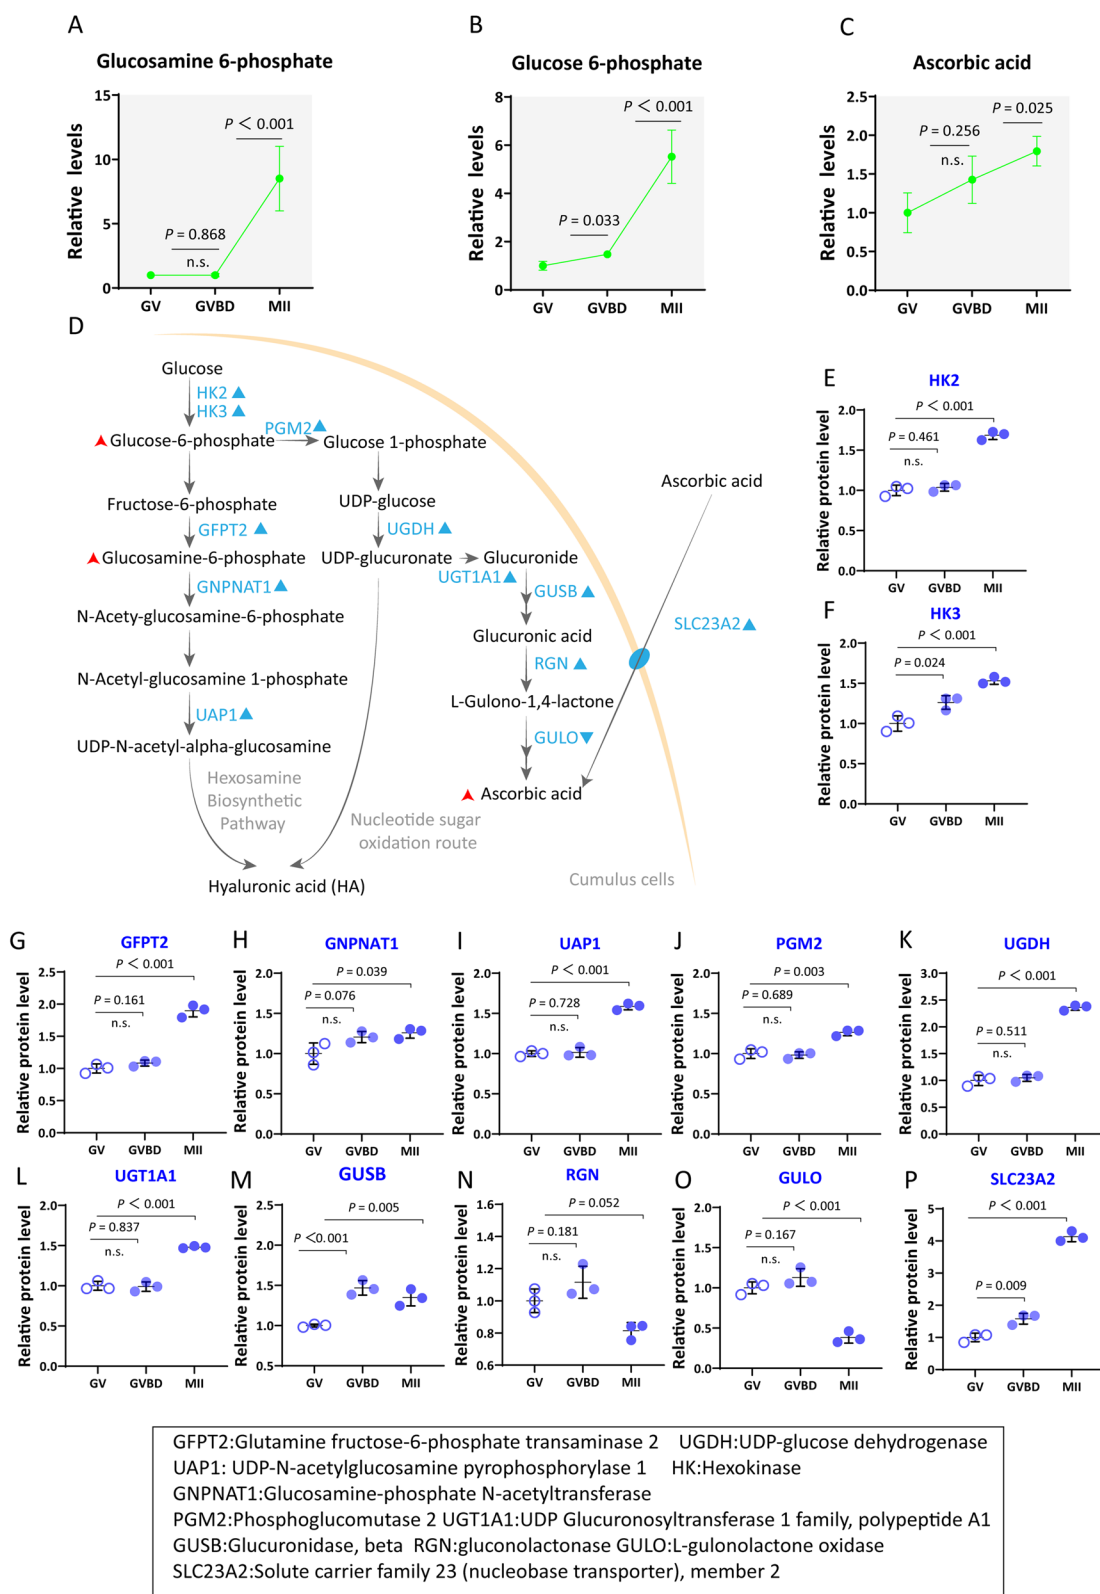 A
Glucosamine 6-phosphate
Relative levels
15
10
5
0
P < 0.001
P = 0.868
n.s.
GV GVBD MII
B
Glucose 6-phosphate
Relative levels
8
6
4
2
0
P < 0.001
P = 0.033
GV GVBD MII
C
Ascorbic acid
Relative levels
2.5
2.0
1.5
1.0
0.5
0.0
P = 0.025
P = 0.256
n.s.
GV GVBD MII
D
Glucose
HK2
HK3
PGM2
Glucose-6-phosphate
Glucose 1-phosphate
Fructose-6-phosphate
UDP-glucose
GFPT2
UGDH
Glucosamine-6-phosphate
UDP-glucuronate
Glucuronide
GNPNAT1
UGT1A1
GUSB
N-Acety-glucosamine-6-phosphate
Glucuronic acid
RGN
N-Acetyl-glucosamine 1-phosphate
L-Gulono-1,4-lactone
UAP1
GULO
UDP-N-acetyl-alpha-glucosamine
Ascorbic acid
Hexosamine
Biosynthetic
Pathway
Nucleotide sugar
oxidation route
Hyaluronic acid (HA)
Cumulus cells
Ascorbic acid
SLC23A2
E
HK2
Relative protein level
2.0
1.5
1.0
0.5
0.0
P < 0.001
P = 0.461
n.s.
GV GVBD MII
F
HK3
Relative protein level
2.0
1.5
1.0
0.5
0.0
P < 0.001
P = 0.024
GV GVBD MII
G
GFPT2
Relative protein level
2.5
2.0
1.5
1.0
0.5
0.0
P < 0.001
P = 0.161
n.s.
GV GVBD MII
H
GNPNAT1
Relative protein level
2.0
1.5
1.0
0.5
0.0
P = 0.039
P = 0.076
n.s.
GV GVBD MII
I
UAP1
Relative protein level
2.0
1.5
1.0
0.5
0.0
P < 0.001
P = 0.728
n.s.
GV GVBD MII
J
PGM2
Relative protein level
2.0
1.5
1.0
0.5
0.0
P = 0.003
P = 0.689
n.s.
GV GVBD MII
K
UGDH
Relative protein level
3.0
2.5
2.0
1.5
1.0
0.5
0.0
P < 0.001
P = 0.511
n.s.
GV GVBD MII
L
UGT1A1
Relative protein level
2.0
1.5
1.0
0.5
0.0
P < 0.001
P = 0.837
n.s.
GV GVBD MII
M
GUSB
Relative protein level
2.5
2.0
1.5
1.0
0.5
P = 0.005
P <0.001
GV GVBD MII
N
RGN
Relative protein level
1.6
1.4
1.2
1.0
0.8
0.6
P = 0.052
P = 0.181
n.s.
GV GVBD MII
O
GULO
Relative protein level
2.0
1.5
1.0
0.5
0.0
P < 0.001
P = 0.167
n.s.
GV GVBD MII
P
SLC23A2
Relative protein level
5
4
3
2
1
0
P < 0.001
P = 0.009
GV GVBD MII
GFPT2:Glutamine fructose-6-phosphate transaminase 2 UGDH:UDP-glucose dehydrogenase
UAP1: UDP-N-acetylglucosamine pyrophosphorylase 1 HK:Hexokinase
GNPNAT1:Glucosamine-phosphate N-acetyltransferase
PGM2:Phosphoglucomutase 2 UGT1A1:UDP Glucuronosyltransferase 1 family, polypeptide A1
GUSB:Glucuronidase, beta RGN:gluconolactonase GULO:L-gulonolactone oxidase
SLC23A2:Solute carrier family 23 (nucleobase transporter), member 2